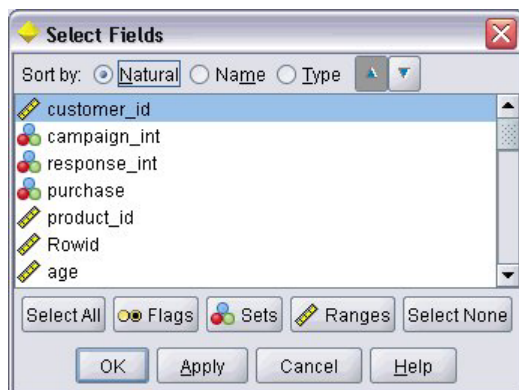 Select Fields
Sort by: Natural Name Type
customer_id
campaign_int
response_int
purchase
product_id
Rowid
age
Select All Flags Sets Ranges Select None
OK Apply Cancel Help